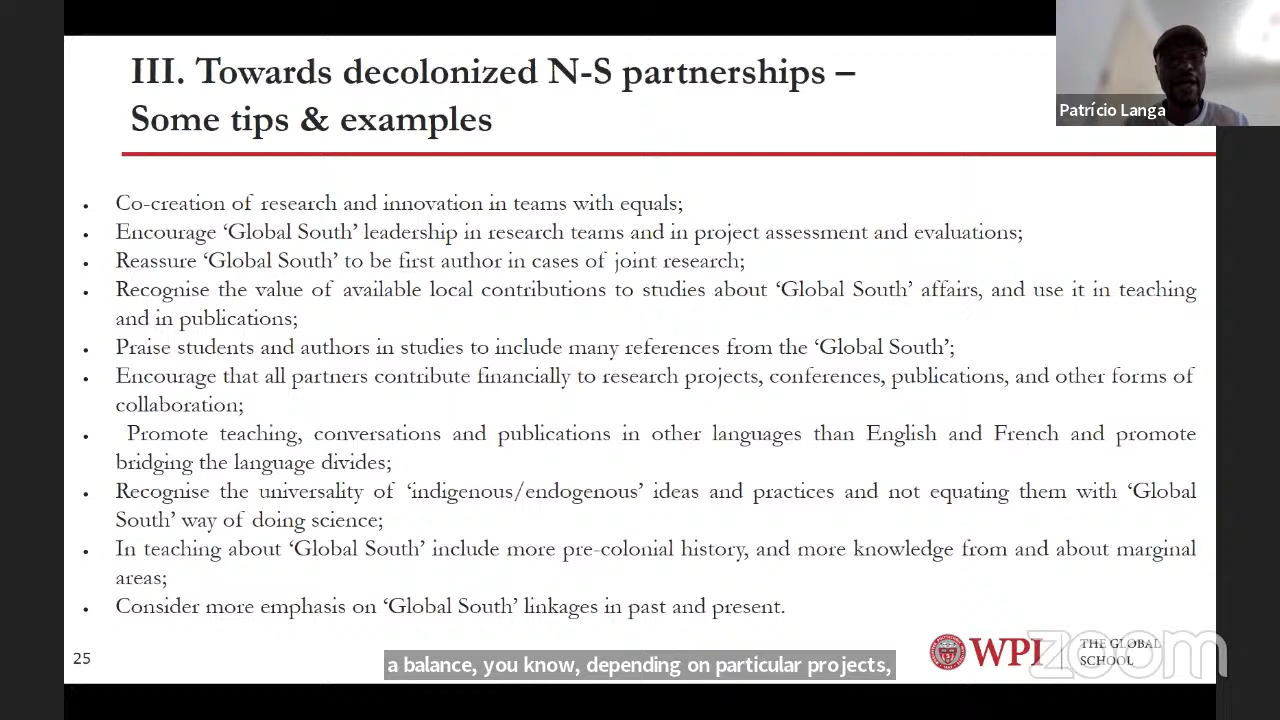 III. Towards decolonized N-S partnerships –
Some tips & examples
Patrício Langa
• Co-creation of research and innovation in teams with equals;
• Encourage ‘Global South’ leadership in research teams and in project assessment and evaluations;
• Reassure ‘Global South’ to be first author in cases of joint research;
• Recognise the value of available local contributions to studies about ‘Global South’ affairs, and use it in teaching
and in publications;
• Praise students and authors in studies to include many references from the ‘Global South’;
• Encourage that all partners contribute financially to research projects, conferences, publications, and other forms of
collaboration;
• Promote teaching, conversations and publications in other languages than English and French and promote
bridging the language divides;
• Recognise the universality of ‘indigenous/endogenous’ ideas and practices and not equating them with ‘Global
South’ way of doing science;
• In teaching about ‘Global South’ include more pre-colonial history, and more knowledge from and about marginal
areas;
• Consider more emphasis on ‘Global South’ linkages in past and present.
25
a balance, you know, depending on particular projects,
WPI
THE GLOBAL
SCHOOL
zoom